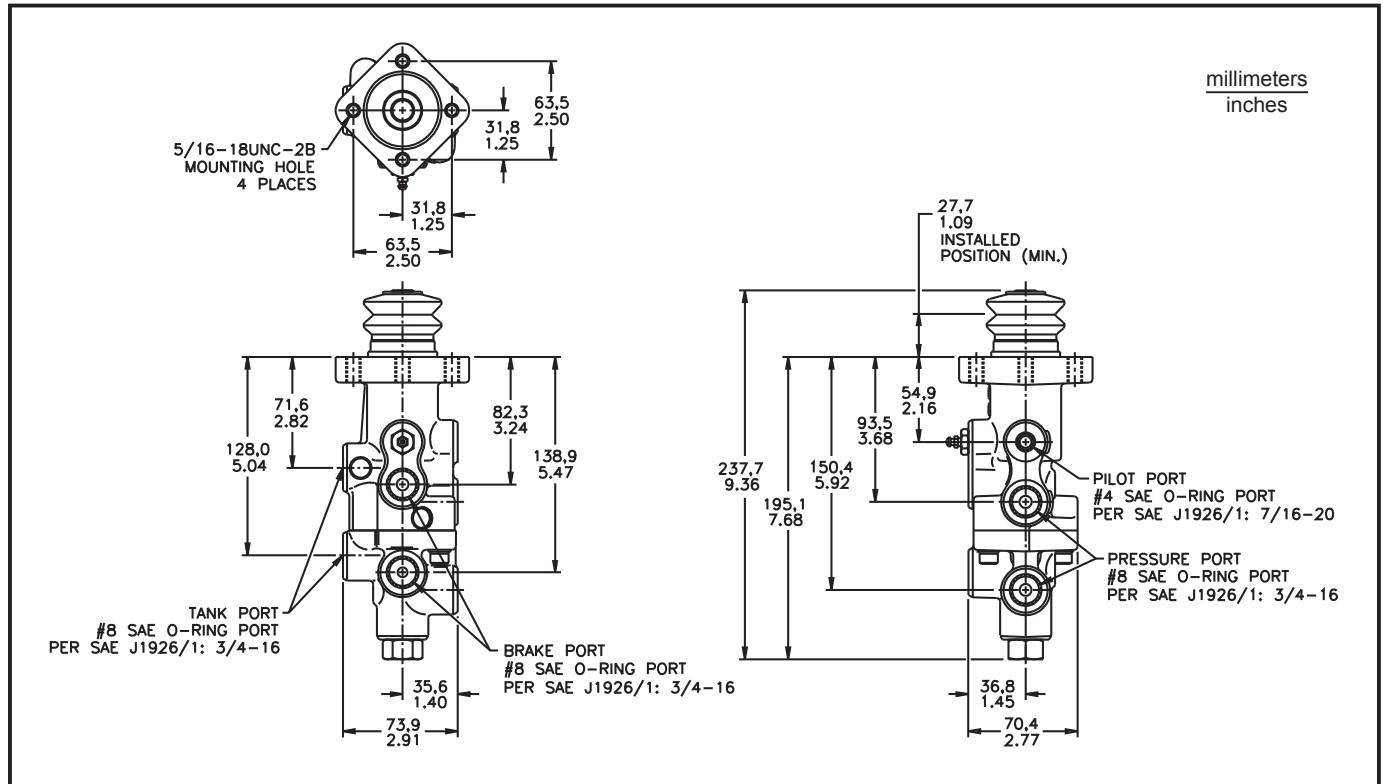 millimeters
inches
63,5
2.50
31,8
1.25
5/16-18UNC-2B
MOUNTING HOLE
4 PLACES
31,8
1.25
63,5
2.50
27,7
1.09
INSTALLED
POSITION (MIN.)
71,6
2.82
128,0
5.04
82,3
3.24
138,9
5.47
TANK PORT
#8 SAE O-RING PORT
PER SAE J1926/1: 3/4-16
BRAKE PORT
#8 SAE O-RING PORT
PER SAE J1926/1: 3/4-16
35,6
1.40
73,9
2.91
54,9
2.16
93,5
3.68
150,4
5.92
237,7
9.36
195,1
7.68
PILOT PORT
#4 SAE O-RING PORT
PER SAE J1926/1: 7/16-20
PRESSURE PORT
#8 SAE O-RING PORT
PER SAE J1926/1: 3/4-16
36,8
1.45
70,4
2.77